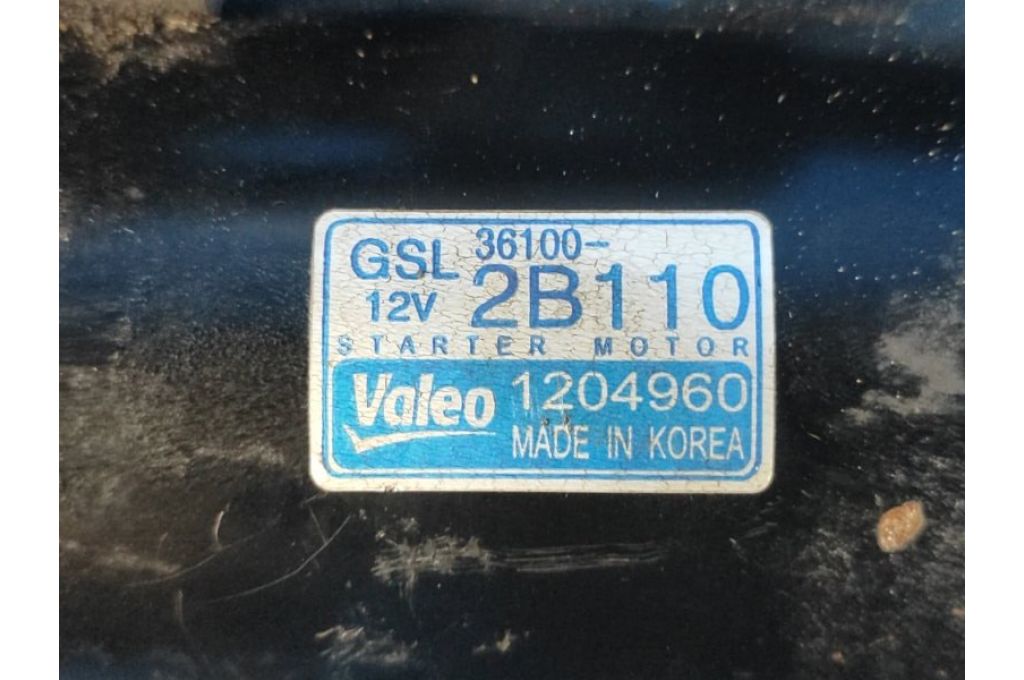 GSL 36100-
12V 2B110
STARTER MOTOR
Valeo 1204960
MADE IN KOREA